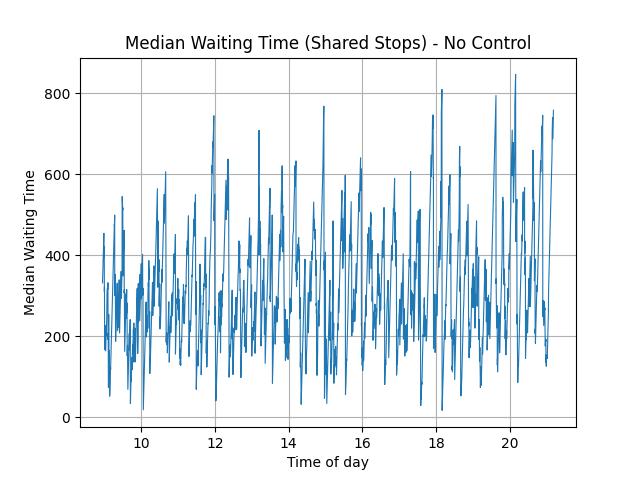 Median Waiting Time (Shared Stops) - No Control
Median Waiting Time
800
600
400
200
0
10 12 14 16 18 20
Time of day